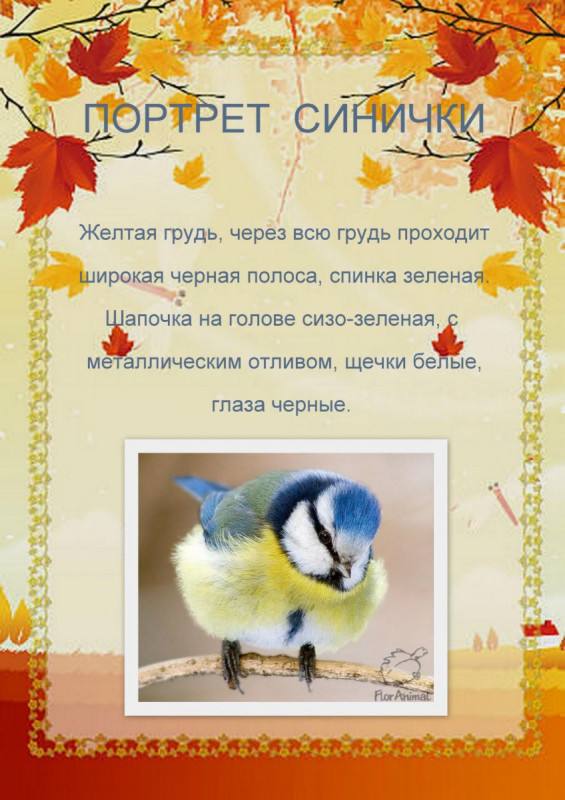 ПОРТРЕТ СИНИЧКИ
Желтая грудь, через всю грудь проходит
широкая черная полоса, спинка зеленая.
Шапочка на голове сизо-зеленая, с
металлическим отливом, щечки белые,
глаза черные.
FlorAnimal